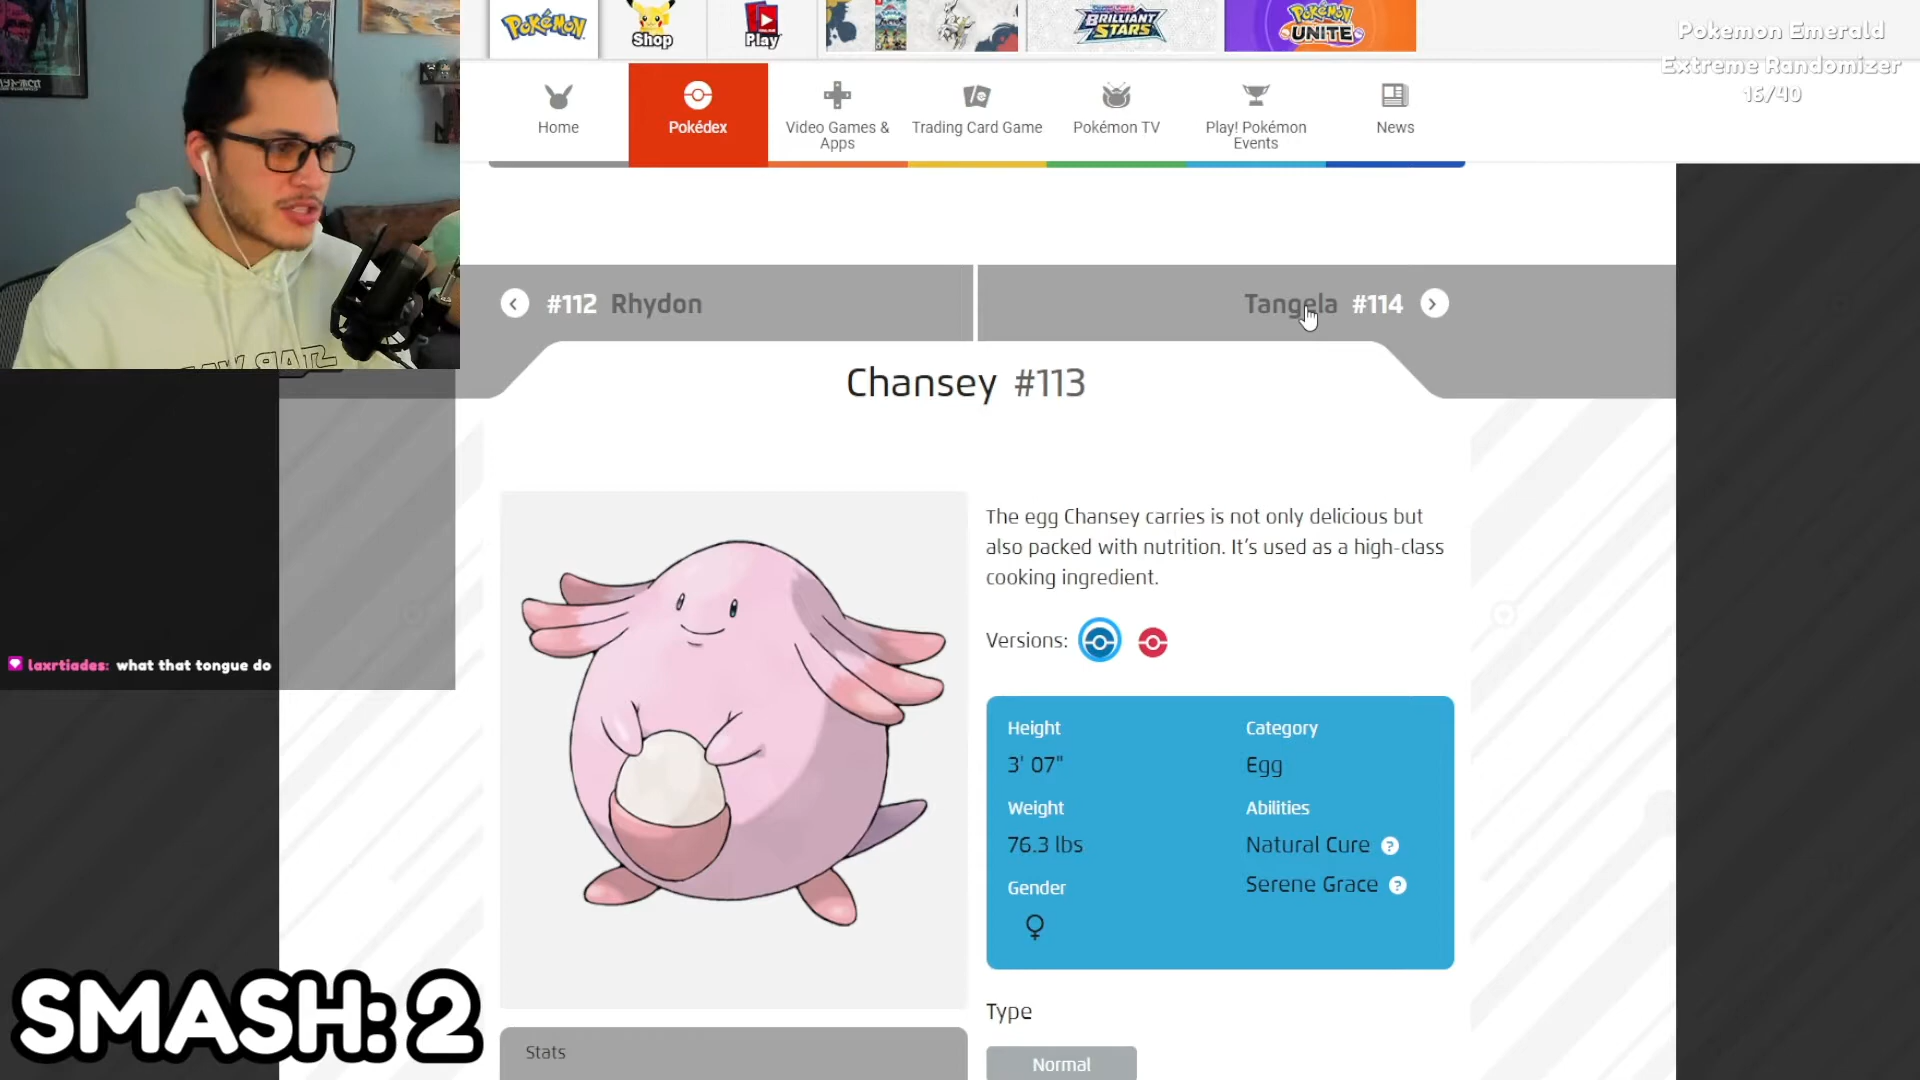 Pokémon
Shop
Play!
BRILLIANT
STARS
POKÉMON
UNITE
Pokemon Emerald
Extreme Randomizer
16/40
Home
Pokédex
Video Games &
Apps
Trading Card Game
Pokémon TV
Play! Pokémon
Events
News
#112 Rhydon
Tangela #114
Chansey #113
The egg Chansey carries is not only delicious but
also packed with nutrition. It's used as a high-class
cooking ingredient.
Versions:
Height
3' 07"
Weight
76.3 lbs
Gender
Category
Egg
Abilities
Natural Cure ?
Serene Grace ?
Type
Normal
Stats
laxrtiades: what that tongue do
SMASH: 2